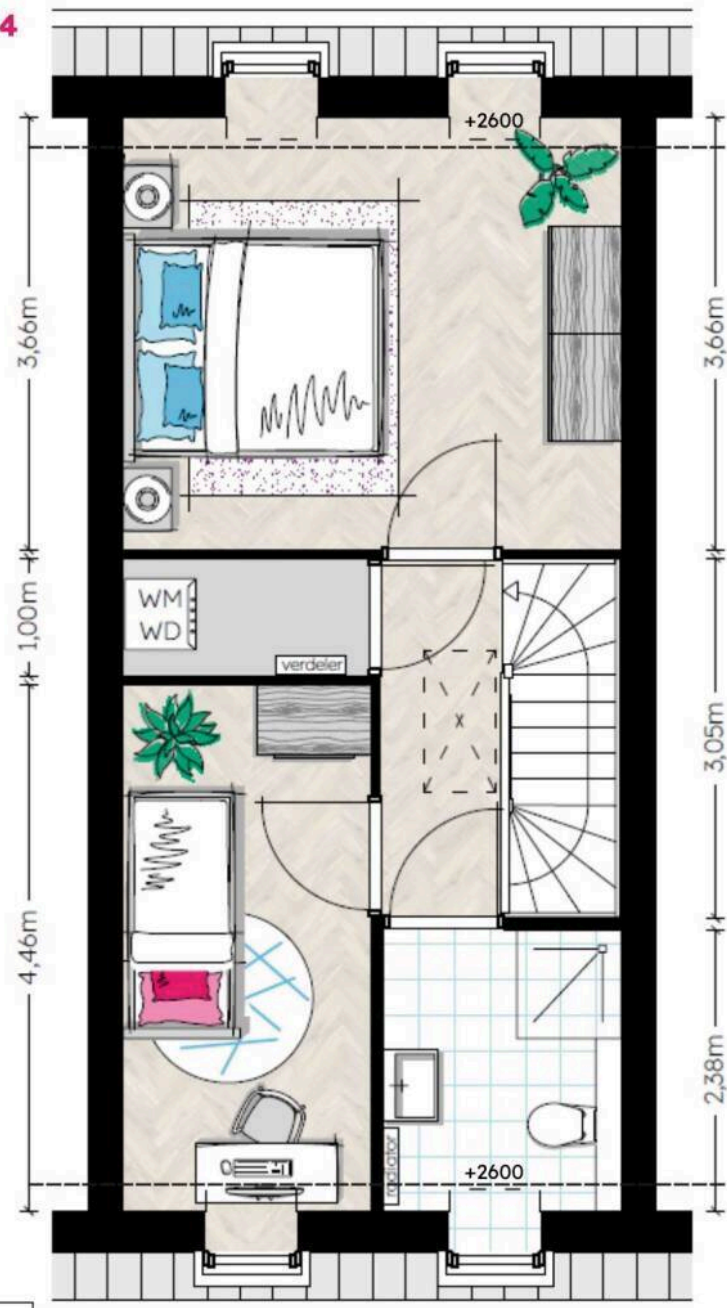 4
+2600
3,66m
3,66m
1,00m
WM
WD
verdeler
3,05m
4,46m
2,38m
radiator
+2600